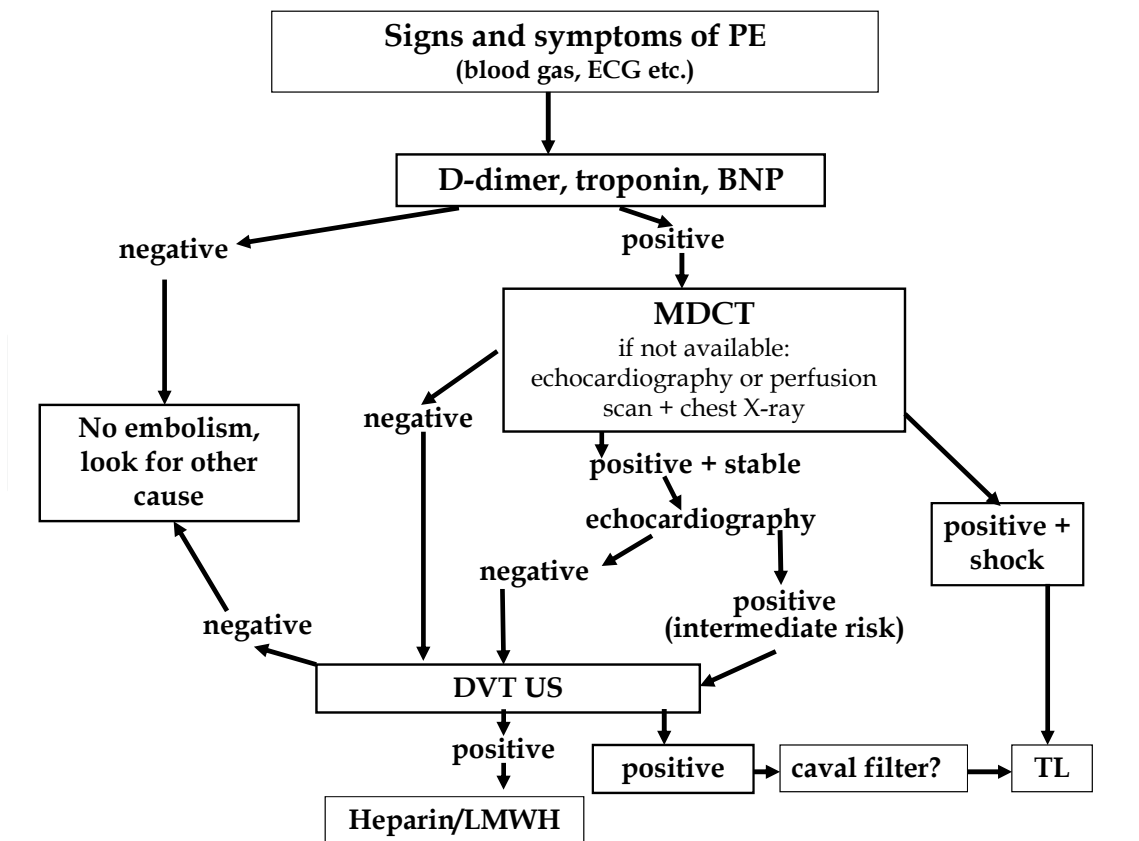 Signs and symptoms of PE
(blood gas, ECG etc.)
D-dimer, troponin, BNP
negative
positive
MDCT
if not available:
echocardiography or perfusion
scan + chest X-ray
negative
No embolism,
look for other
cause
positive + stable
echocardiography
positive +
shock
negative
positive
(intermediate risk)
negative
DVT US
positive
positive
caval filter?
TL
Heparin/LMWH